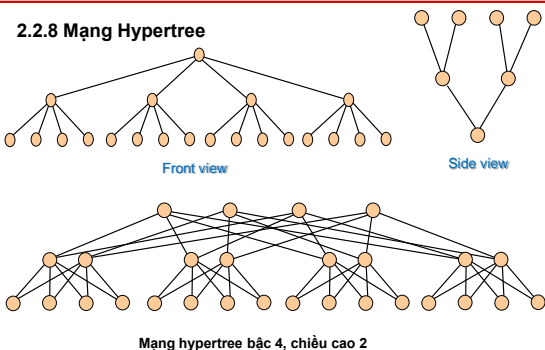 2.2.8 Mạng Hypertree
Front view
Side view
Mạng hypertree bậc 4, chiều cao 2